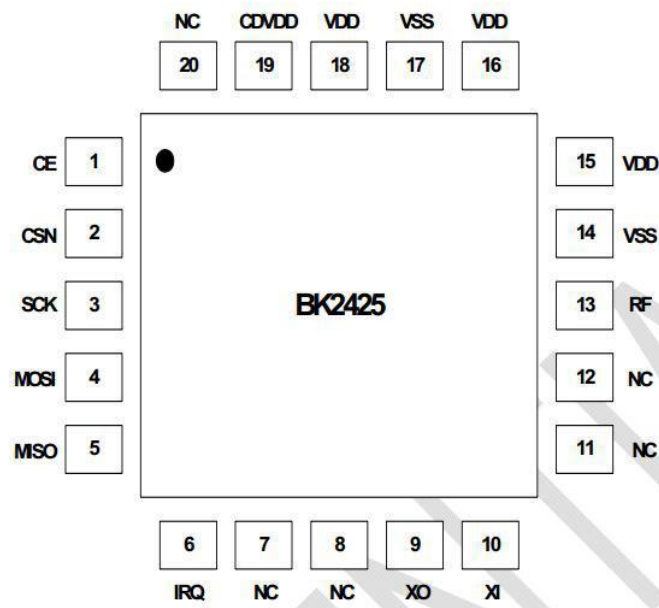 NC CDVDD VDD VSS VDD
20 19 18 17 16
CE 1 15 VDD
CSN 2 14 VSS
SCK 3 BK2425 13 RF
MOSI 4 12 NC
MISO 5 11 NC
6 7 8 9 10
IRQ NC NC XO XI